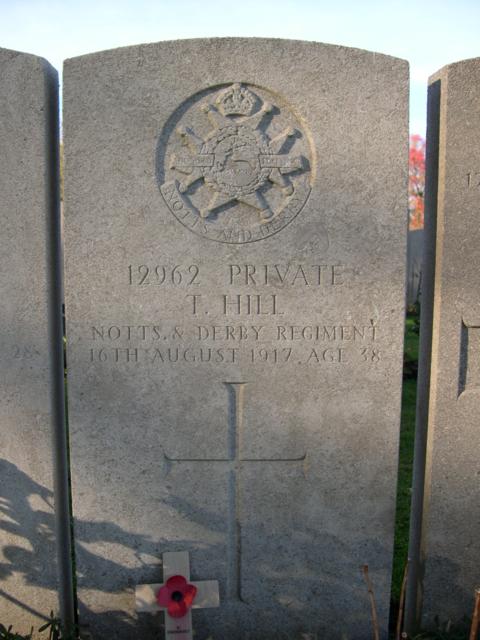 NOTTS AND DERBY
12962 PRIVATE
T. HILL
NOTTS. & DERBY REGIMENT
16TH AUGUST 1917 AGE 38